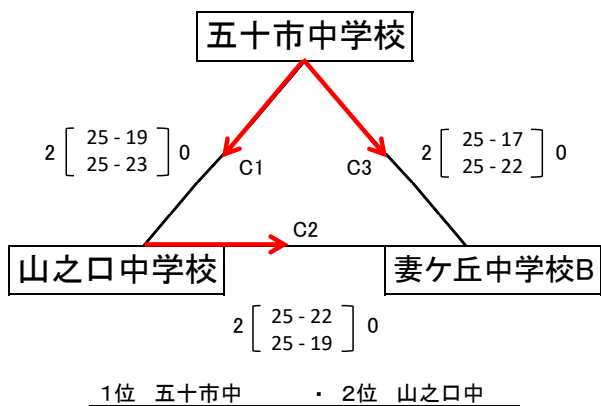 五十市中学校
2 [ 25 - 19 25 - 23 ] 0
C1
C3
2 [ 25 - 17 25 - 22 ] 0
C2
山之口中学校
妻ケ丘中学校B
2 [ 25 - 22 25 - 19 ] 0
1位 五十市中 ・ 2位 山之口中